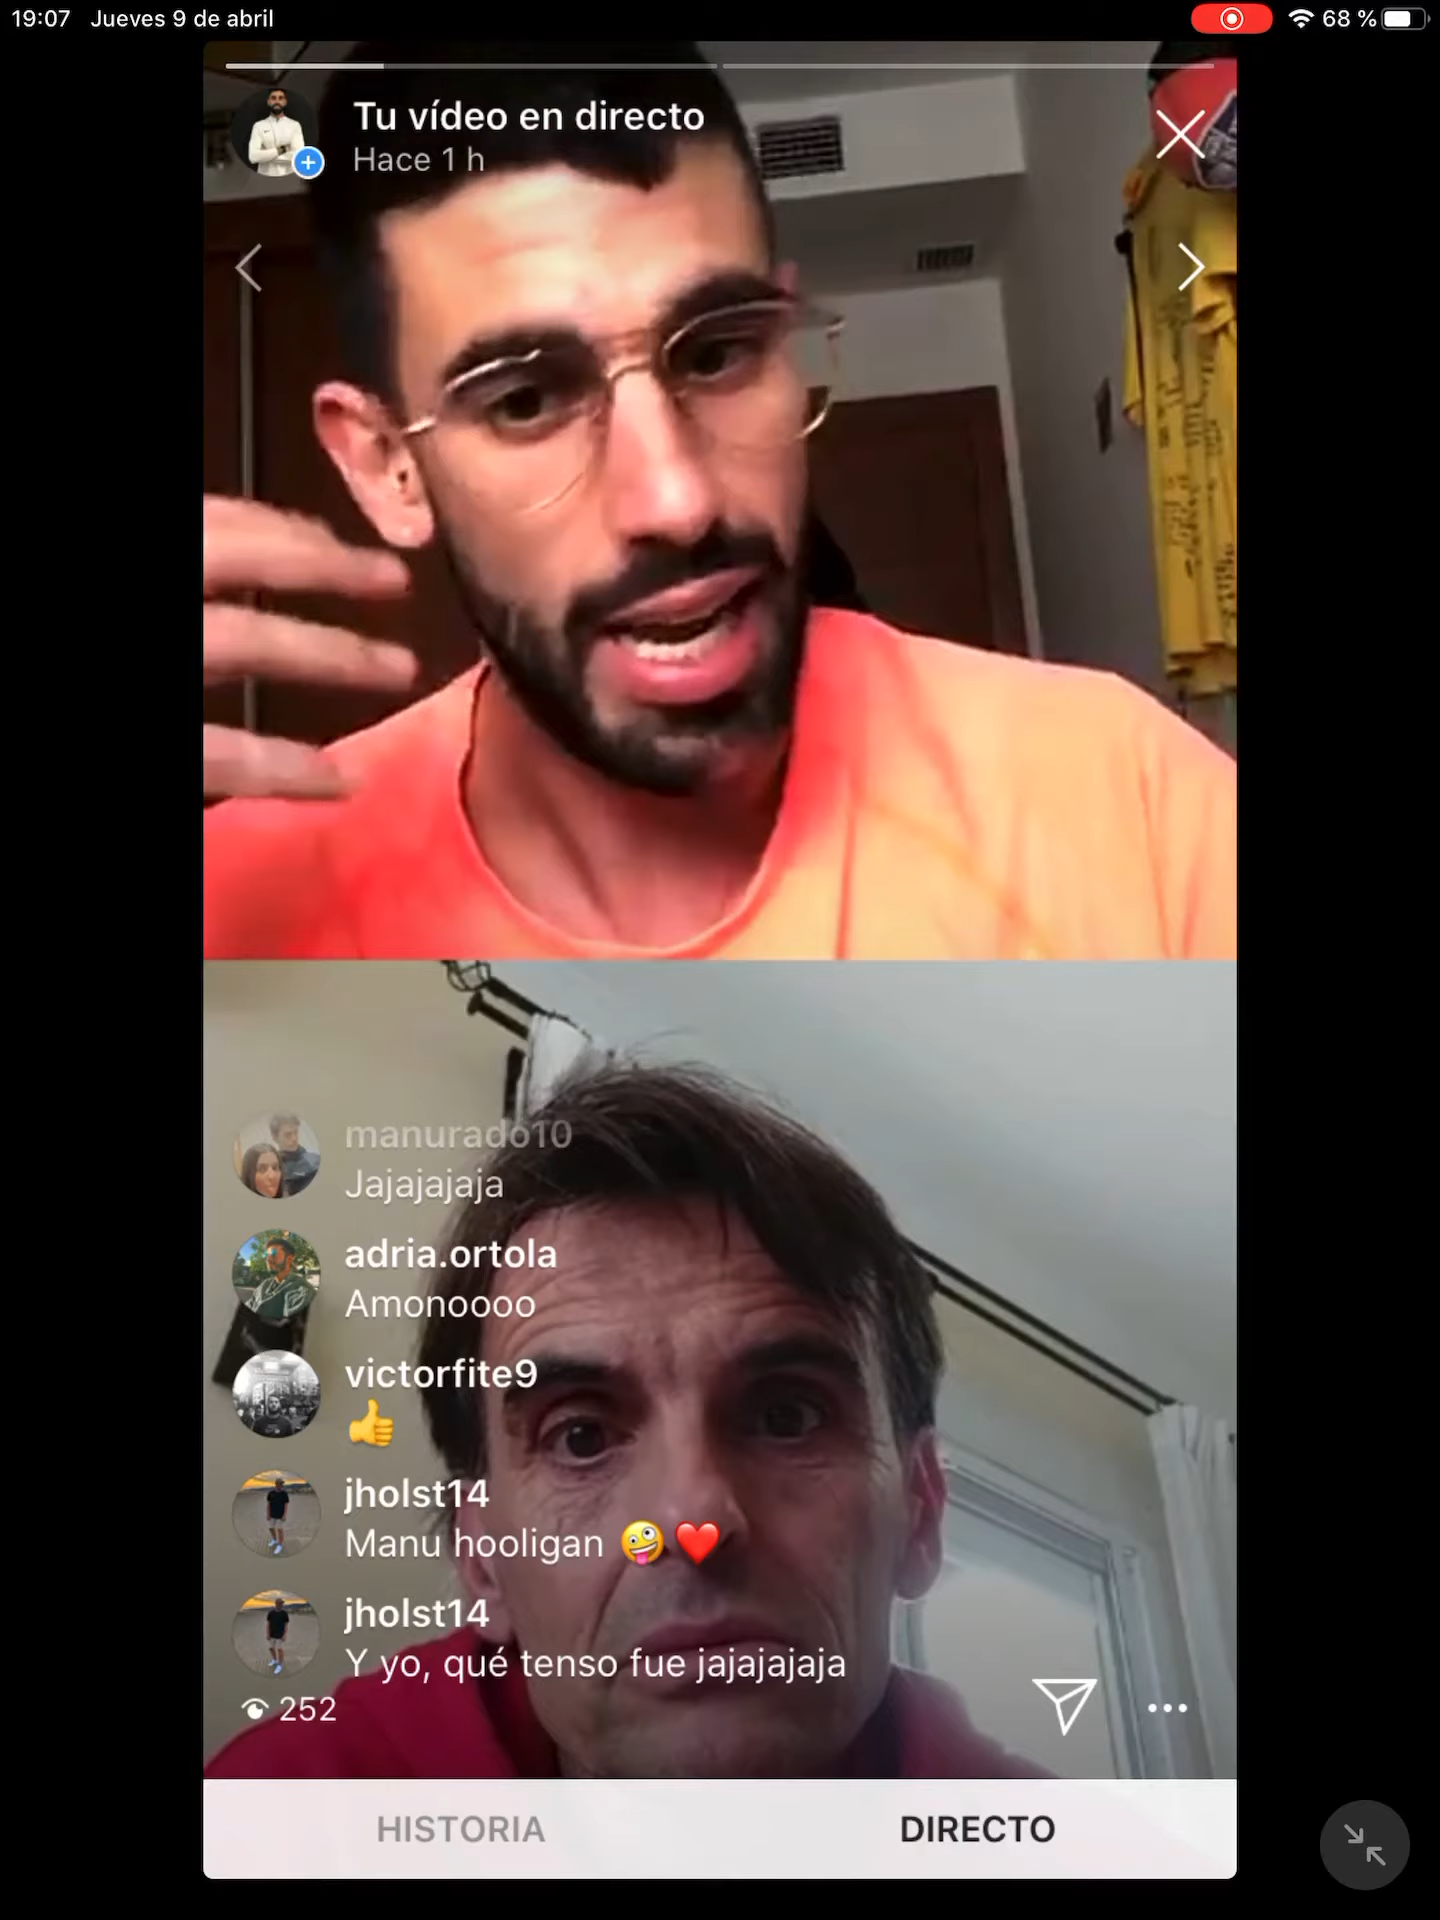 19:07 Jueves 9 de abril
68 %
Tu vídeo en directo
Hace 1 h
manurado10
Jajajajaja
adria.ortola
Amonoooo
victorfite9
👍
jholst14
Manu hooligan 🤪❤️
jholst14
Y yo, qué tenso fue jajajajaja
252
HISTORIA
DIRECTO